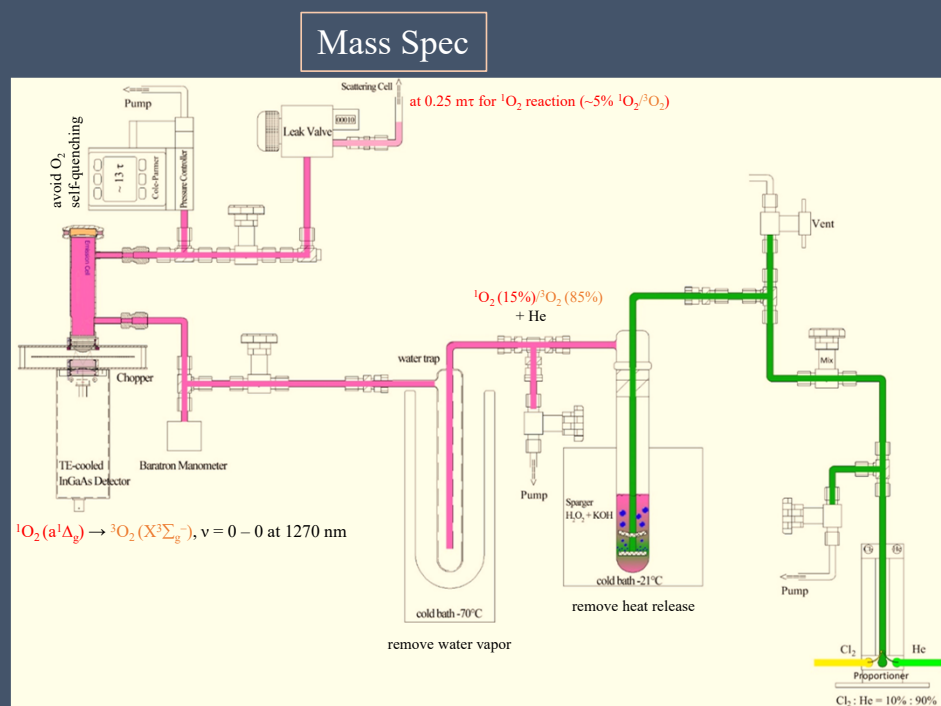 Mass Spec
Pump
Scattering Cell
at 0.25 mτ for ¹O₂ reaction (~5% ¹O₂/³O₂)
Leak Valve
00010
avoid O₂
self-quenching
~ 13 τ
Cole-Parmer
Pressure Controller
Emission Cell
Vent
¹O₂ (15%)/³O₂ (85%)
+ He
water trap
Mix
Chopper
TE-cooled
InGaAs Detector
Baratron Manometer
Pump
Sparger
H₂O₂ + KOH
¹O₂ (a¹Δg) → ³O₂ (X³Σg⁻), ν = 0 – 0 at 1270 nm
cold bath -21°C
Pump
remove heat release
cold bath -70°C
remove water vapor
Cl₂
He
Proportioner
Cl₂ : He = 10% : 90%